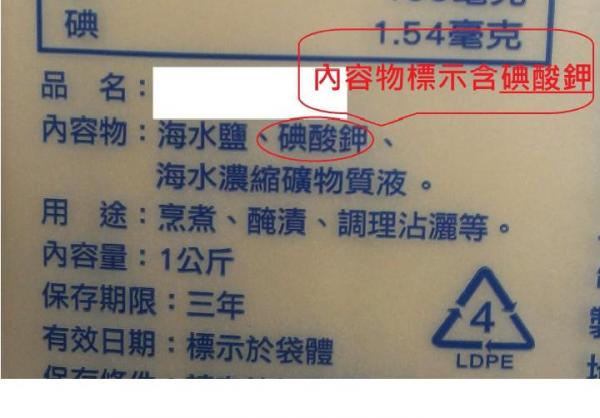 碘 1.54毫克
內容物標示含碘酸鉀
品 名：
內容物：海水鹽、碘酸鉀、
海水濃縮礦物質液。
用 途：烹煮、醃漬、調理沾灑等。
內容量：1公斤
保存期限：三年
有效日期：標示於袋體
4
LDPE